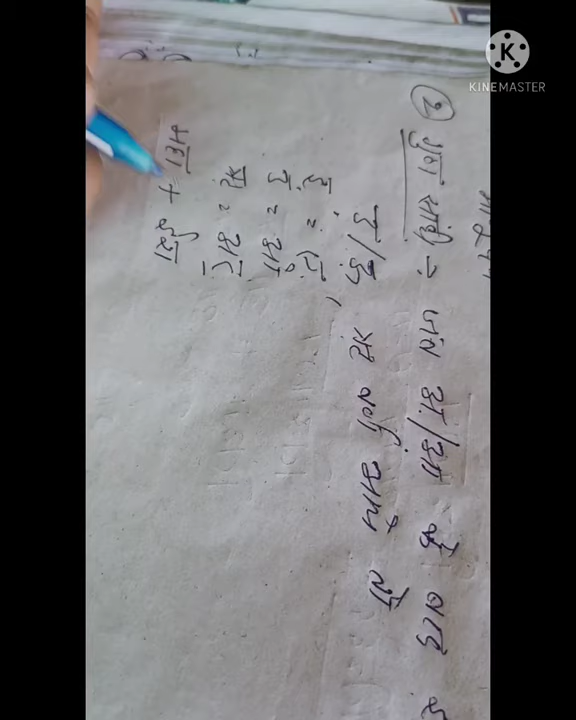 ② गुण संधि → जब अ/आ के बाद
उ/ऊ, ऋ वर्ण आये तो
इ = ए
उ = ओ
ऋ = अर्
महा + ईश
KINEMASTER